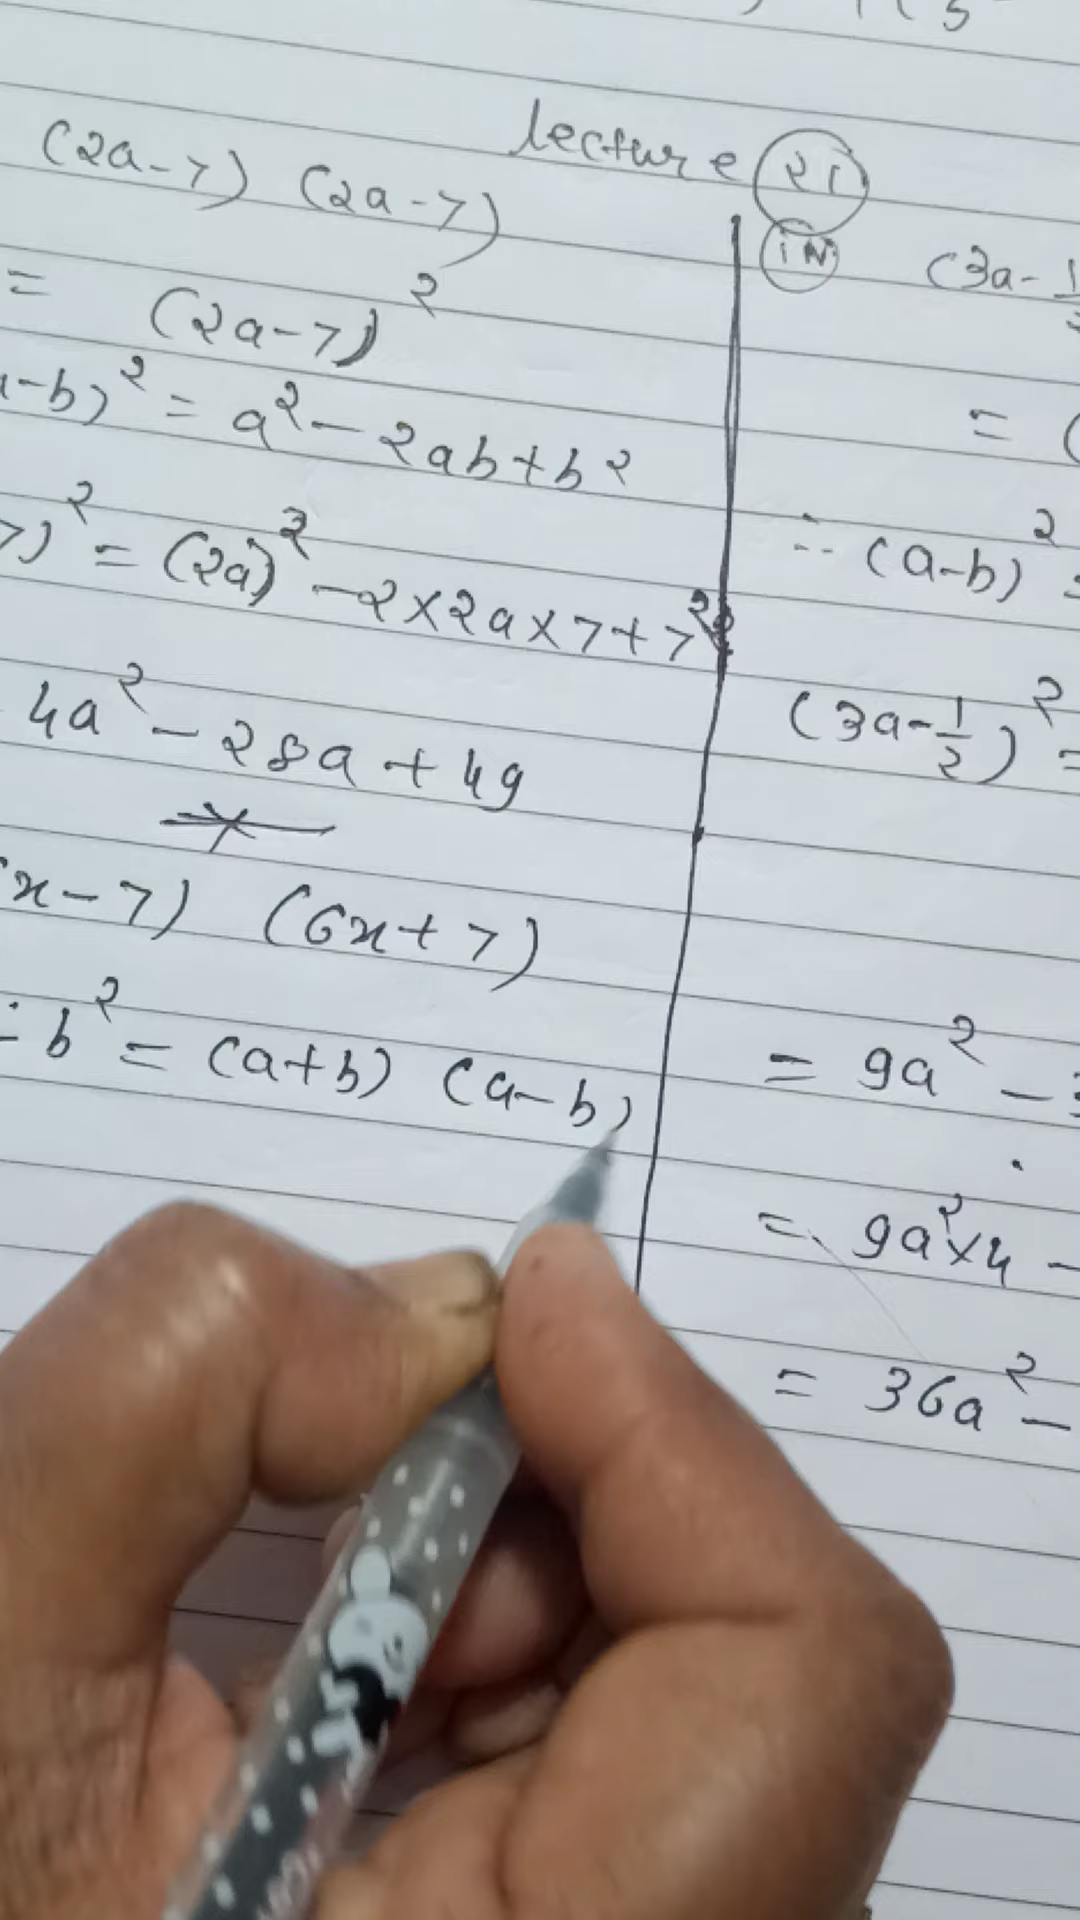 lecture 21
(2a-7) (2a-7)
= (2a-7)²
-b)² = a² - 2ab + b²
7)² = (2a)² - 2 × 2a × 7 + 7²
4a² - 28a + 49
x-7) (6x+7)
- b² = (a+b) (a-b)
(iv) (3a-1
= (
∴ (a-b)² =
(3a-1/2)² =
= 9a² - 3
= 9a² × 4 -
= 36a² -